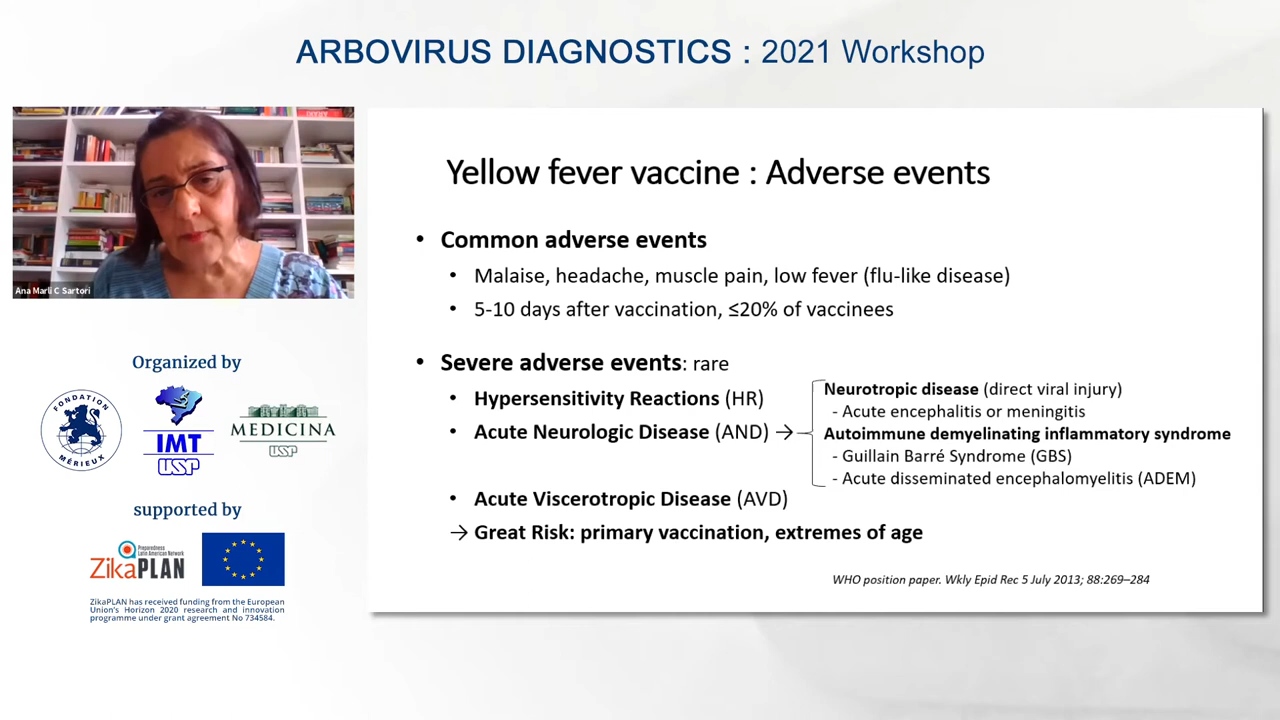 ARBOVIRUS DIAGNOSTICS : 2021 Workshop
Ana Marli C Sartori
Organized by
FONDATION
MÉRIEUX
IMT
USP
MEDICINA
USP
supported by
Preparedness
Latin American Network
ZikaPLAN
ZikaPLAN has received funding from the European
Union's Horizon 2020 research and innovation
programme under grant agreement No 734584.
Yellow fever vaccine : Adverse events
• Common adverse events
• Malaise, headache, muscle pain, low fever (flu-like disease)
• 5-10 days after vaccination, ≤20% of vaccinees
• Severe adverse events: rare
• Hypersensitivity Reactions (HR)
• Acute Neurologic Disease (AND) →
Neurotropic disease (direct viral injury)
- Acute encephalitis or meningitis
Autoimmune demyelinating inflammatory syndrome
- Guillain Barré Syndrome (GBS)
- Acute disseminated encephalomyelitis (ADEM)
• Acute Viscerotropic Disease (AVD)
→ Great Risk: primary vaccination, extremes of age
WHO position paper. Wkly Epid Rec 5 July 2013; 88:269–284